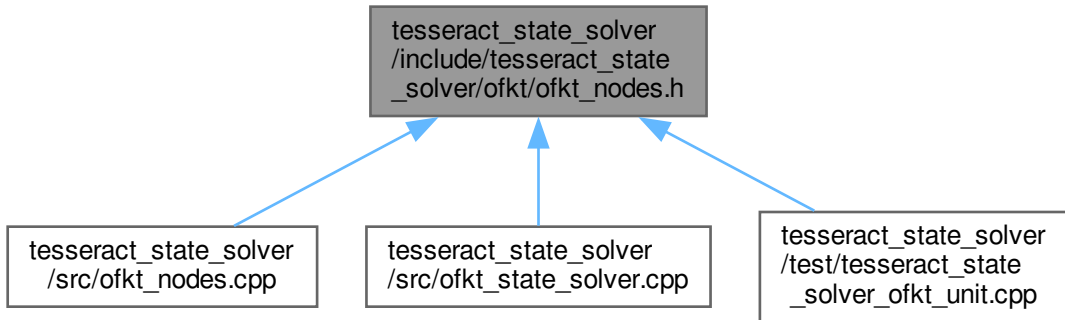 tesseract_state_solver
/include/tesseract_state
_solver/ofkt/ofkt_nodes.h
tesseract_state_solver
/src/ofkt_nodes.cpp
tesseract_state_solver
/src/ofkt_state_solver.cpp
tesseract_state_solver
/test/tesseract_state
_solver_ofkt_unit.cpp